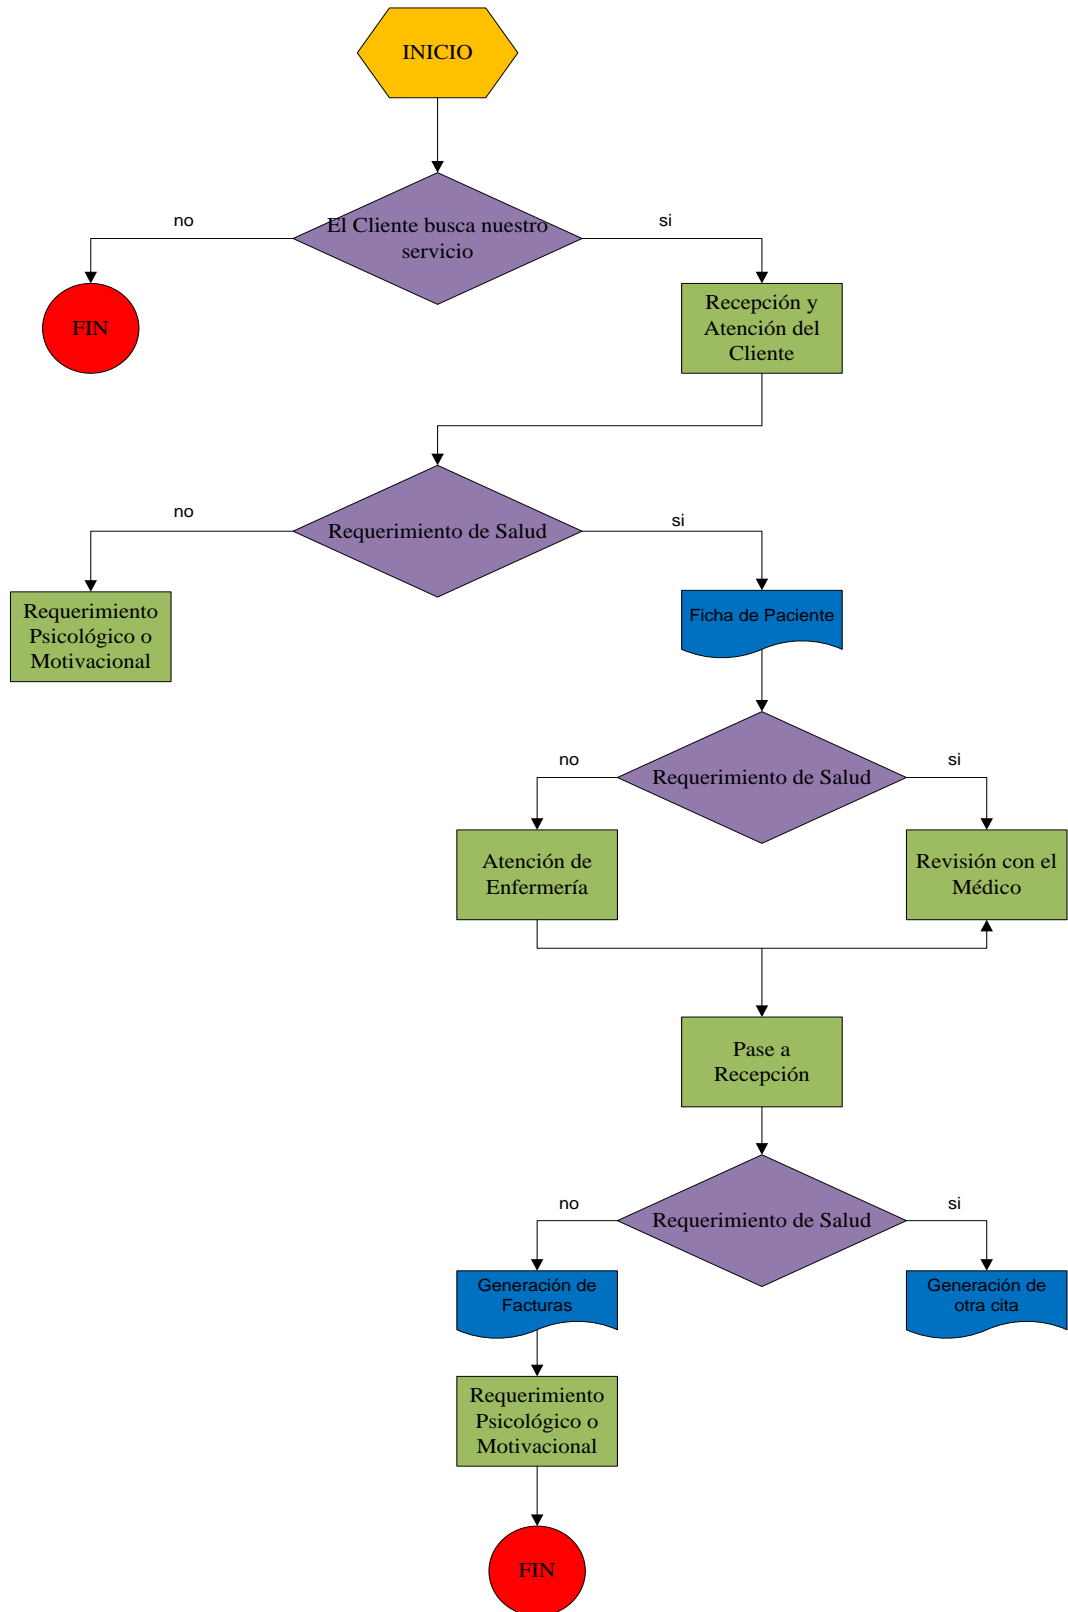 INICIO
no
El Cliente busca nuestro
servicio
si
FIN
Recepción y
Atención del
Cliente
no
Requerimiento de Salud
si
Requerimiento
Psicológico o
Motivacional
Ficha de Paciente
no
Requerimiento de Salud
si
Atención de
Enfermería
Revisión con el
Médico
Pase a
Recepción
no
Requerimiento de Salud
si
Generación de
Facturas
Generación de
otra cita
Requerimiento
Psicológico o
Motivacional
FIN